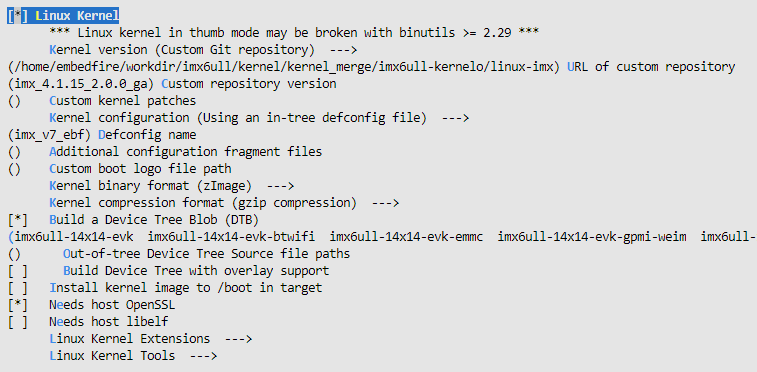 [*] Linux Kernel
*** Linux kernel in thumb mode may be broken with binutils >= 2.29 ***
Kernel version (Custom Git repository)  --->
(/home/embedfire/workdir/imx6ull/kernel/kernel_merge/imx6ull-kernelo/linux-imx) URL of custom repository
(imx_4.1.15_2.0.0_ga) Custom repository version
()    Custom kernel patches
Kernel configuration (Using an in-tree defconfig file)  --->
(imx_v7_ebf) Defconfig name
()    Additional configuration fragment files
()    Custom boot logo file path
Kernel binary format (zImage)  --->
Kernel compression format (gzip compression)  --->
[*]   Build a Device Tree Blob (DTB)
(imx6ull-14x14-evk  imx6ull-14x14-evk-btwifi  imx6ull-14x14-evk-emmc  imx6ull-14x14-evk-gpmi-weim  imx6ull-
()      Out-of-tree Device Tree Source file paths
[ ]     Build Device Tree with overlay support
[ ]   Install kernel image to /boot in target
[*]   Needs host OpenSSL
[ ]   Needs host libelf
Linux Kernel Extensions  --->
Linux Kernel Tools  --->